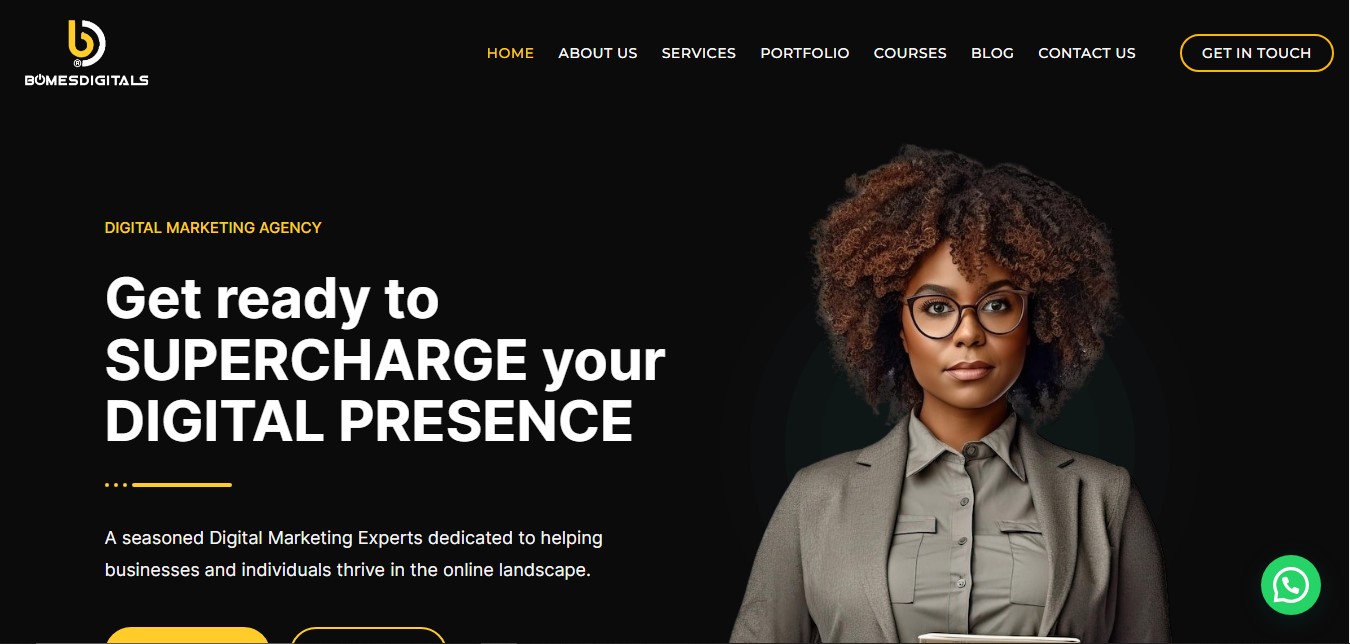 b
®
BOMESDIGITALS
HOME ABOUT US SERVICES PORTFOLIO COURSES BLOG CONTACT US GET IN TOUCH
DIGITAL MARKETING AGENCY
Get ready to
SUPERCHARGE your
DIGITAL PRESENCE
A seasoned Digital Marketing Experts dedicated to helping
businesses and individuals thrive in the online landscape.